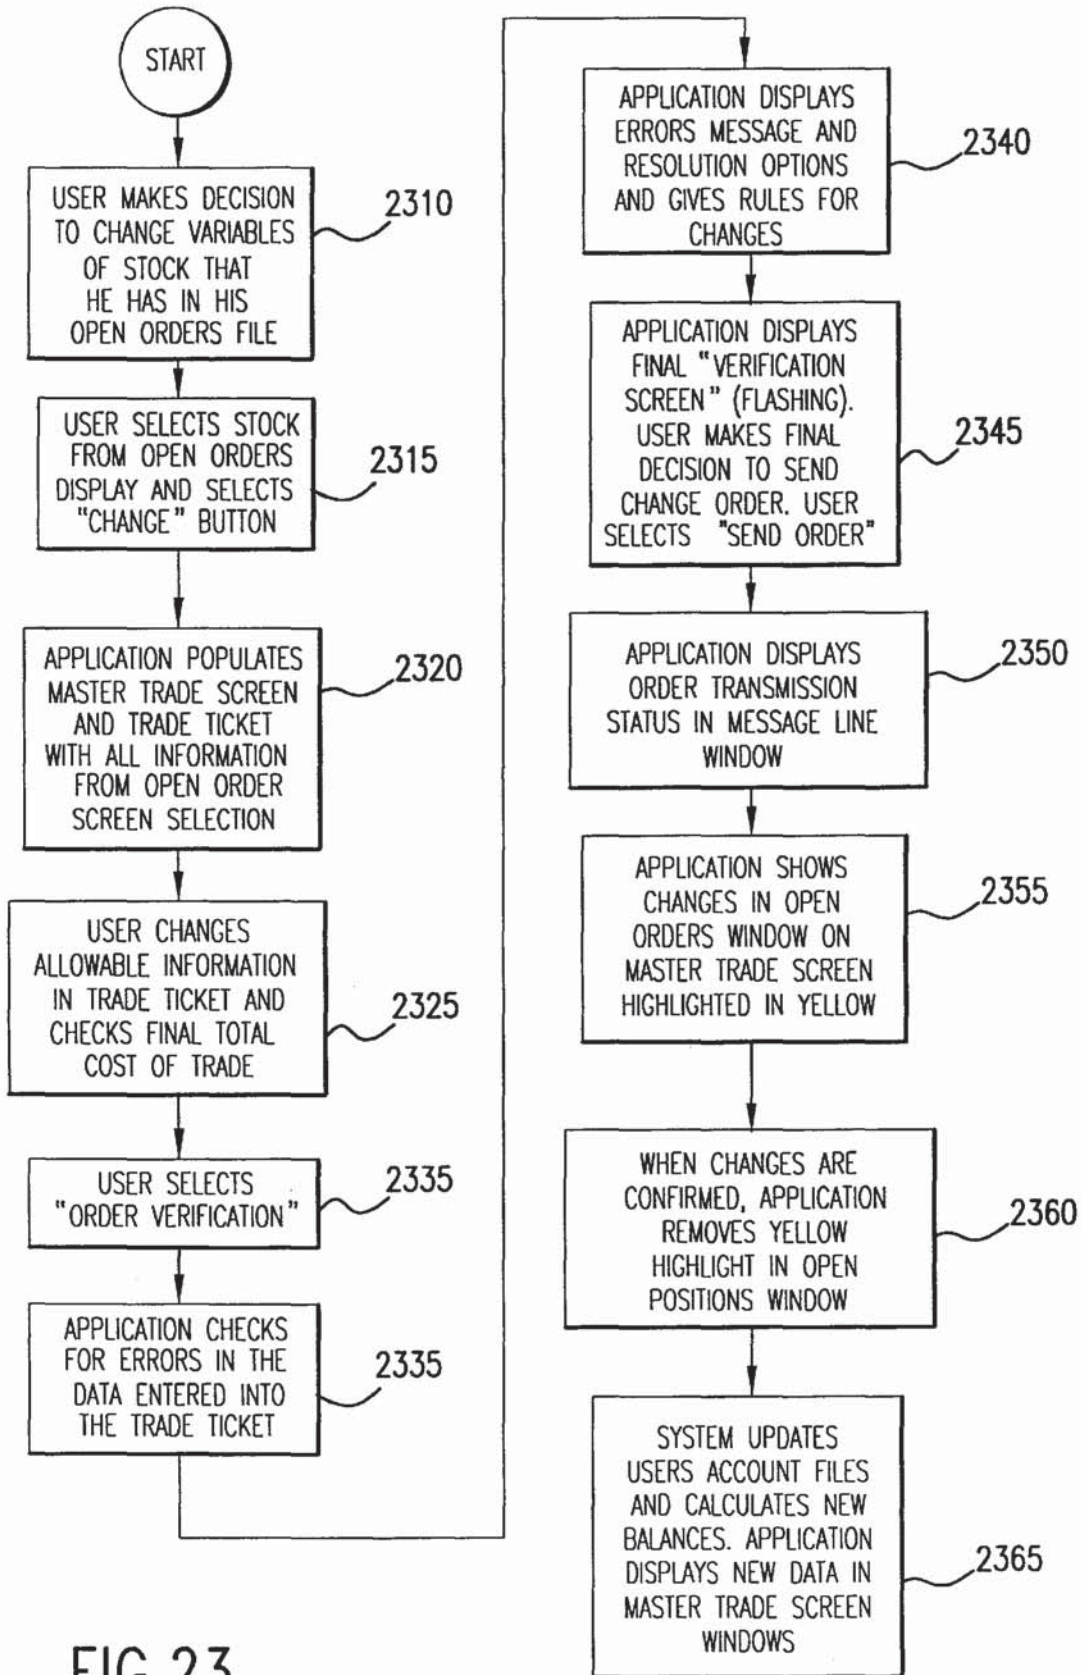 START
USER MAKES DECISION
TO CHANGE VARIABLES
OF STOCK THAT
HE HAS IN HIS
OPEN ORDERS FILE
2310
USER SELECTS STOCK
FROM OPEN ORDERS
DISPLAY AND SELECTS
"CHANGE" BUTTON
2315
APPLICATION POPULATES
MASTER TRADE SCREEN
AND TRADE TICKET
WITH ALL INFORMATION
FROM OPEN ORDER
SCREEN SELECTION
2320
USER CHANGES
ALLOWABLE INFORMATION
IN TRADE TICKET AND
CHECKS FINAL TOTAL
COST OF TRADE
2325
USER SELECTS
"ORDER VERIFICATION"
2335
APPLICATION CHECKS
FOR ERRORS IN THE
DATA ENTERED INTO
THE TRADE TICKET
2335
APPLICATION DISPLAYS
ERRORS MESSAGE AND
RESOLUTION OPTIONS
AND GIVES RULES FOR
CHANGES
2340
APPLICATION DISPLAYS
FINAL "VERIFICATION
SCREEN" (FLASHING).
USER MAKES FINAL
DECISION TO SEND
CHANGE ORDER. USER
SELECTS "SEND ORDER"
2345
APPLICATION DISPLAYS
ORDER TRANSMISSION
STATUS IN MESSAGE LINE
WINDOW
2350
APPLICATION SHOWS
CHANGES IN OPEN
ORDERS WINDOW ON
MASTER TRADE SCREEN
HIGHLIGHTED IN YELLOW
2355
WHEN CHANGES ARE
CONFIRMED, APPLICATION
REMOVES YELLOW
HIGHLIGHT IN OPEN
POSITIONS WINDOW
2360
SYSTEM UPDATES
USERS ACCOUNT FILES
AND CALCULATES NEW
BALANCES. APPLICATION
DISPLAYS NEW DATA IN
MASTER TRADE SCREEN
WINDOWS
2365
FIG.23